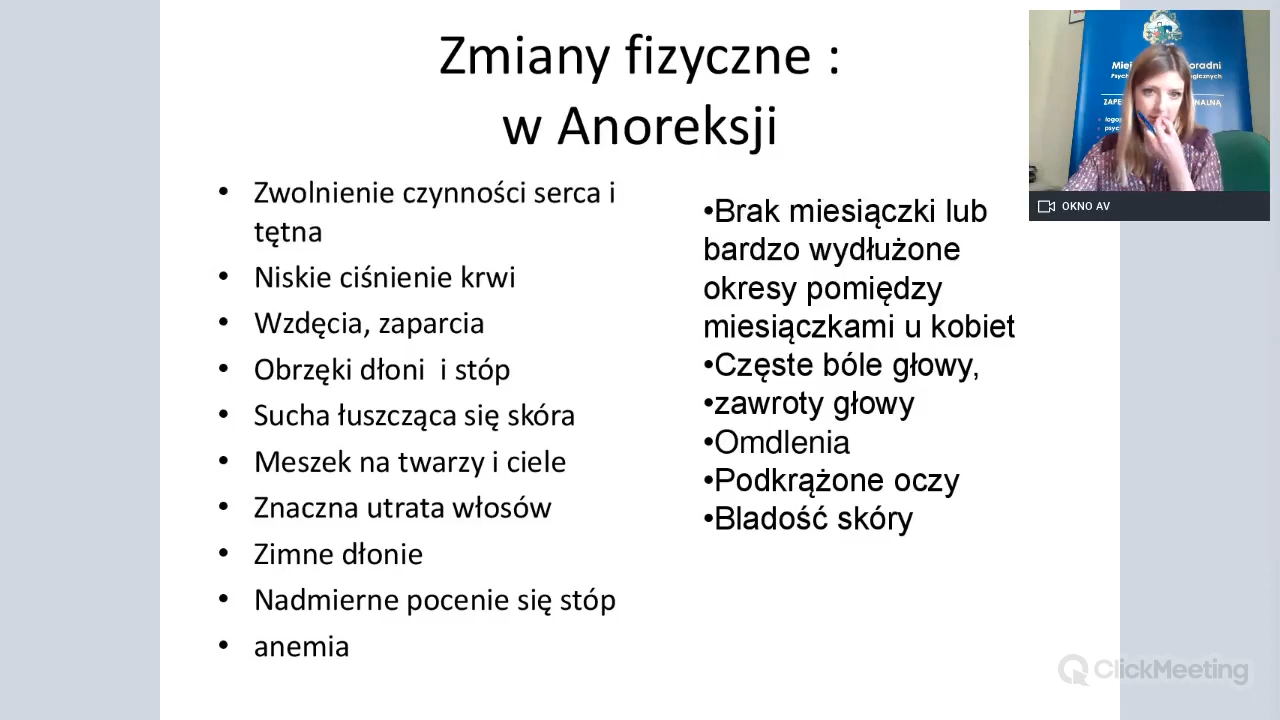 Zmiany fizyczne :
w Anoreksji
• Zwolnienie czynności serca i
tętna
• Niskie ciśnienie krwi
• Wzdęcia, zaparcia
• Obrzęki dłoni  i stóp
• Sucha łuszcząca się skóra
• Meszek na twarzy i ciele
• Znaczna utrata włosów
• Zimne dłonie
• Nadmierne pocenie się stóp
• anemia
•Brak miesiączki lub
bardzo wydłużone
okresy pomiędzy
miesiączkami u kobiet
•Częste bóle głowy,
•zawroty głowy
•Omdlenia
•Podkrążone oczy
•Bladość skóry
OKNO AV
ClickMeeting